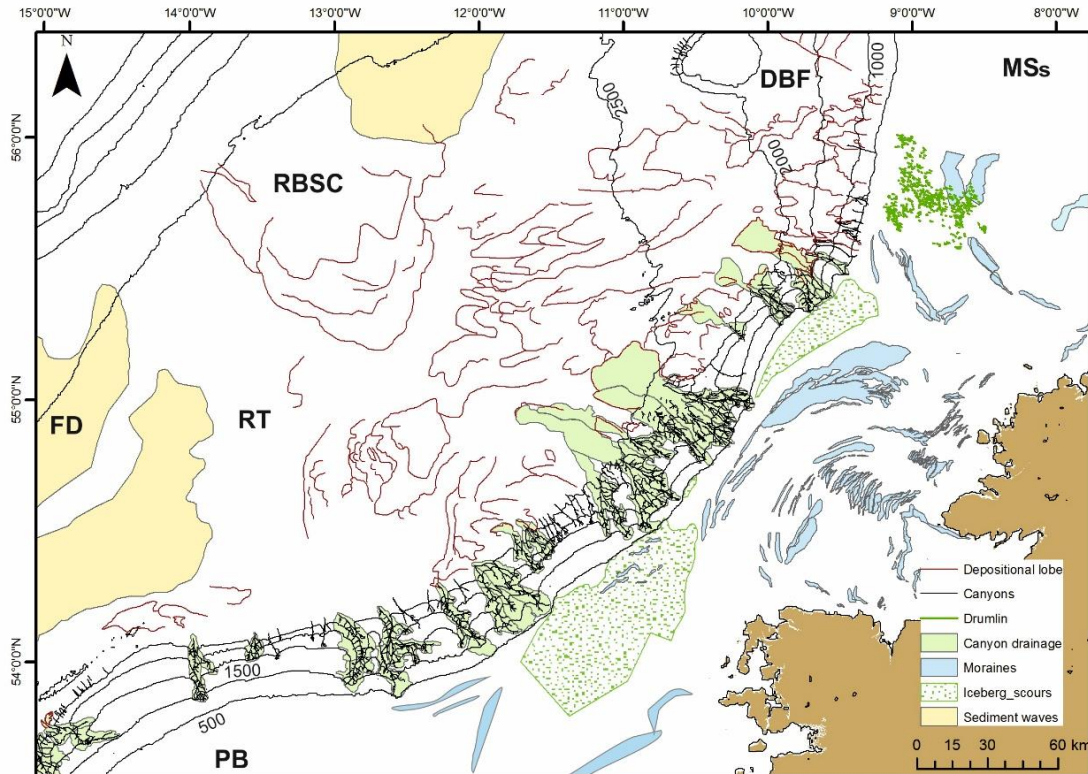 15°0'0"W 14°0'0"W 13°0'0"W 12°0'0"W 11°0'0"W 10°0'0"W 9°0'0"W 8°0'0"W
N
MSs
DBF
1000
2500
2000
56°0'0"N
RBSC
55°0'0"N
FD
RT
Depositional lobe
Canyons
Drumlin
Canyon drainage
Moraines
Iceberg_scours
Sediment waves
54°0'0"N
1500
500
PB
0 15 30 60 km